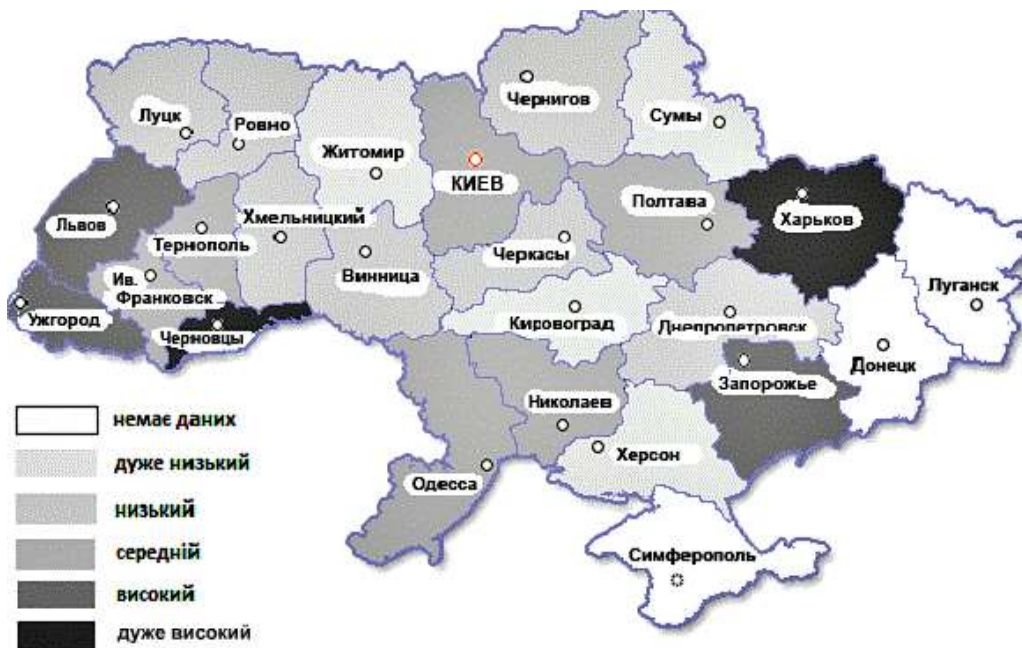 Чернигов
Сумы
Луцк
Ровно
Житомир
КИЕВ
Полтава
Харьков
Львов
Тернополь
Хмельницкий
Винница
Черкасы
Луганск
Ив.
Франковск
Ужгород
Черновцы
Кировоград
Днепропетровск
Донецк
Запорожье
Николаев
Херсон
Одесса
Симферополь
немає даних
дуже низький
низький
середній
високий
дуже високий